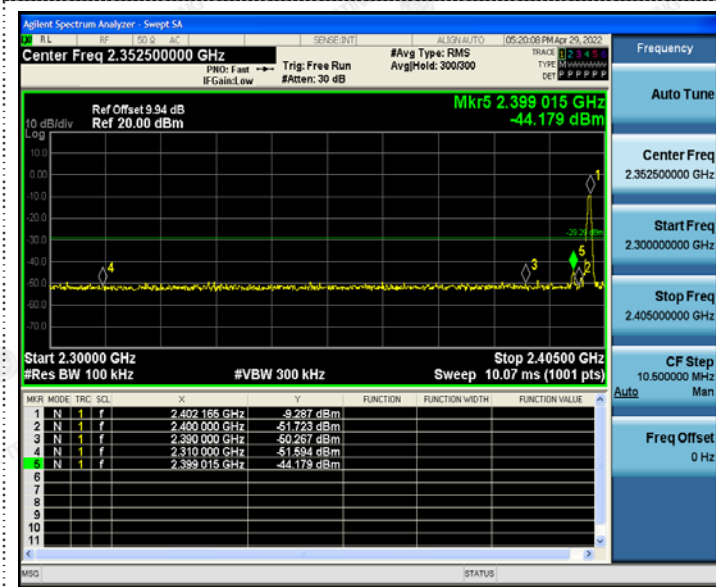 Agilent Spectrum Analyzer - Swept SA
RL RF 50 Ω AC SENSE:INT ALIGNAUTO 05:20:08 PM Apr 29, 2022
Center Freq 2.352500000 GHz
PNO: Fast
IFGain:Low
Trig: Free Run
#Atten: 30 dB
#Avg Type: RMS
Avg|Hold: 300/300
TRACE 1 2 3 4 5 6
TYPE M
DET P P P P P P
Frequency
Auto Tune
Ref Offset 9.94 dB
Mkr5 2.399 015 GHz
10 dB/div Ref 20.00 dBm
-44.179 dBm
Log
10.0
0.00
-10.0
-20.0
-30.0
-40.0
-50.0
-60.0
-70.0
1
-29.29 dBm
5
3
2
4
Center Freq
2.352500000 GHz
Start Freq
2.300000000 GHz
Stop Freq
2.405000000 GHz
Start 2.30000 GHz Stop 2.40500 GHz
#Res BW 100 kHz #VBW 300 kHz Sweep 10.07 ms (1001 pts)
CF Step
10.500000 MHz
Auto Man
MKR MODE TRC SCL X Y FUNCTION FUNCTION WIDTH FUNCTION VALUE
1 N 1 f 2.402 165 GHz -9.287 dBm
2 N 1 f 2.400 000 GHz -51.723 dBm
3 N 1 f 2.390 000 GHz -50.267 dBm
4 N 1 f 2.310 000 GHz -51.594 dBm
5 N 1 f 2.399 015 GHz -44.179 dBm
6
7
8
9
10
11
Freq Offset
0 Hz
MSG STATUS